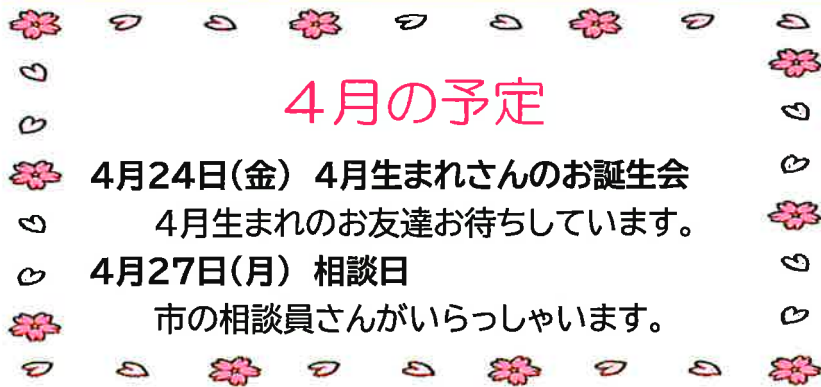 ４月の予定
4月24日(金) 4月生まれさんのお誕生会
４月生まれのお友達お待ちしています。
4月27日(月) 相談日
市の相談員さんがいらっしゃいます。